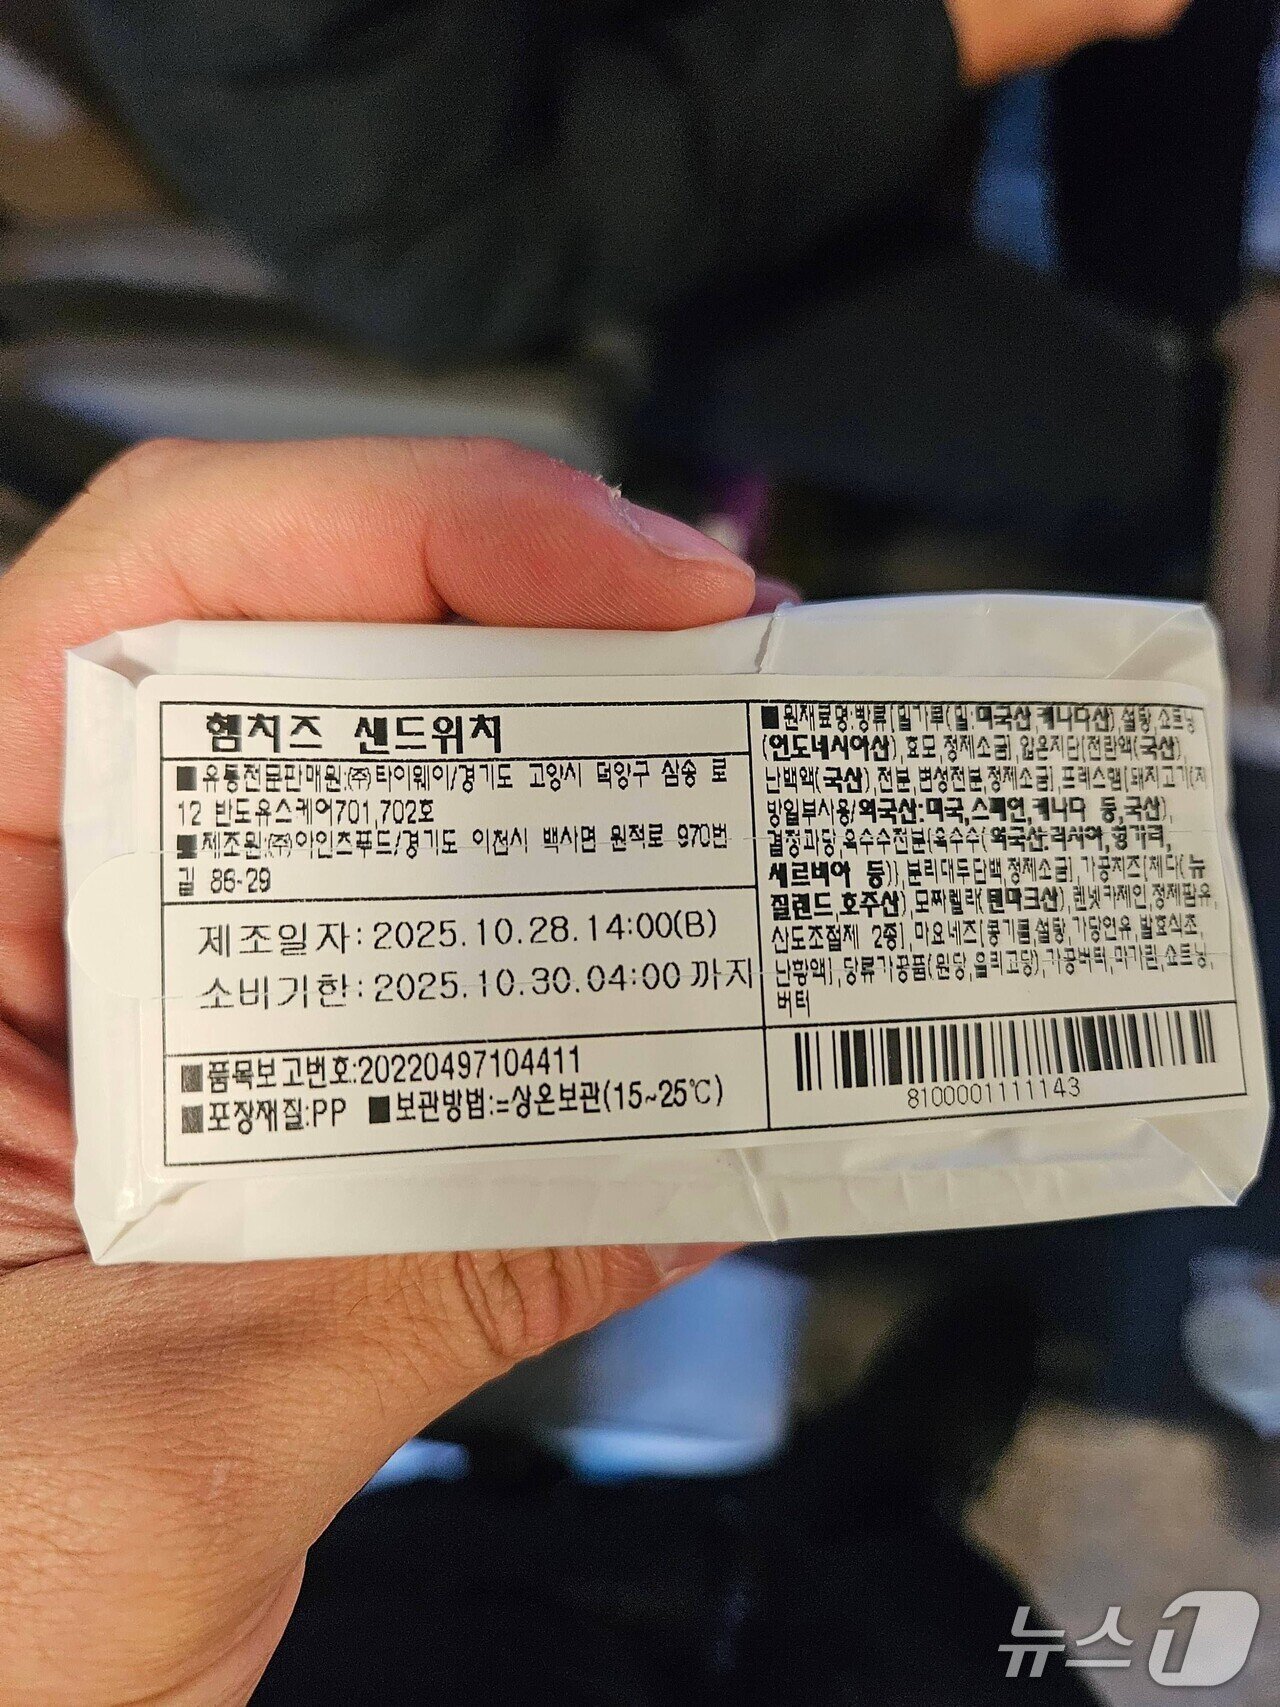 햄치즈 샌드위치
■유통전문판매원:㈜타이웨이/경기도 고양시 덕양구 삼송 로
12 반도유스케어701,702호
■제조원:㈜아인츠푸드/경기도 이천시 백사면 원적로 970번
길 86-29
제조일자:2025.10.28.14:00(B)
소비기한:2025.10.30.04:00 까지
■품목보고번호:20220497104411
■포장재질:PP ■보관방법:=상온보관(15~25℃)
■원재료명:빵류[밀가루(밀:미국산,캐나다산),설탕,쇼트닝
(인도네시아산),효모,정제소금],얇은지단[전란액(국산),
난백액(국산),전분,변성전분,정제소금],프레스햄[돼지고기(지
방일부사용/외국산:미국,스페인,캐나다 등,국산),
결정과당,옥수수전분{옥수수(외국산:러시아,헝가리,
세르비아 등)},분리대두단백,정제소금],가공치즈[체다(뉴
질랜드,호주산),모짜렐라(덴마크산),렌넷카제인,정제팜유,
산도조절제 2종],마요네즈[콩기름,설탕,가당연유,발효식초,
난황액],당류가공품(원당,올리고당),가공버터,마가린,쇼트닝,
버터
8100001111143
뉴스1